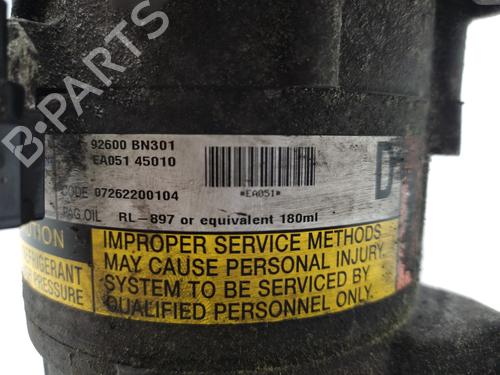 92600 BN301
EA051 45010
*EA051*
D
CODE 07262200104
PAG OIL RL-897 or equivalent 180ml
CAUTION
REFRIGERANT
PRESSURE
IMPROPER SERVICE METHODS
MAY CAUSE PERSONAL INJURY.
SYSTEM TO BE SERVICED BY
QUALIFIED PERSONNEL ONLY.
B-PARTS